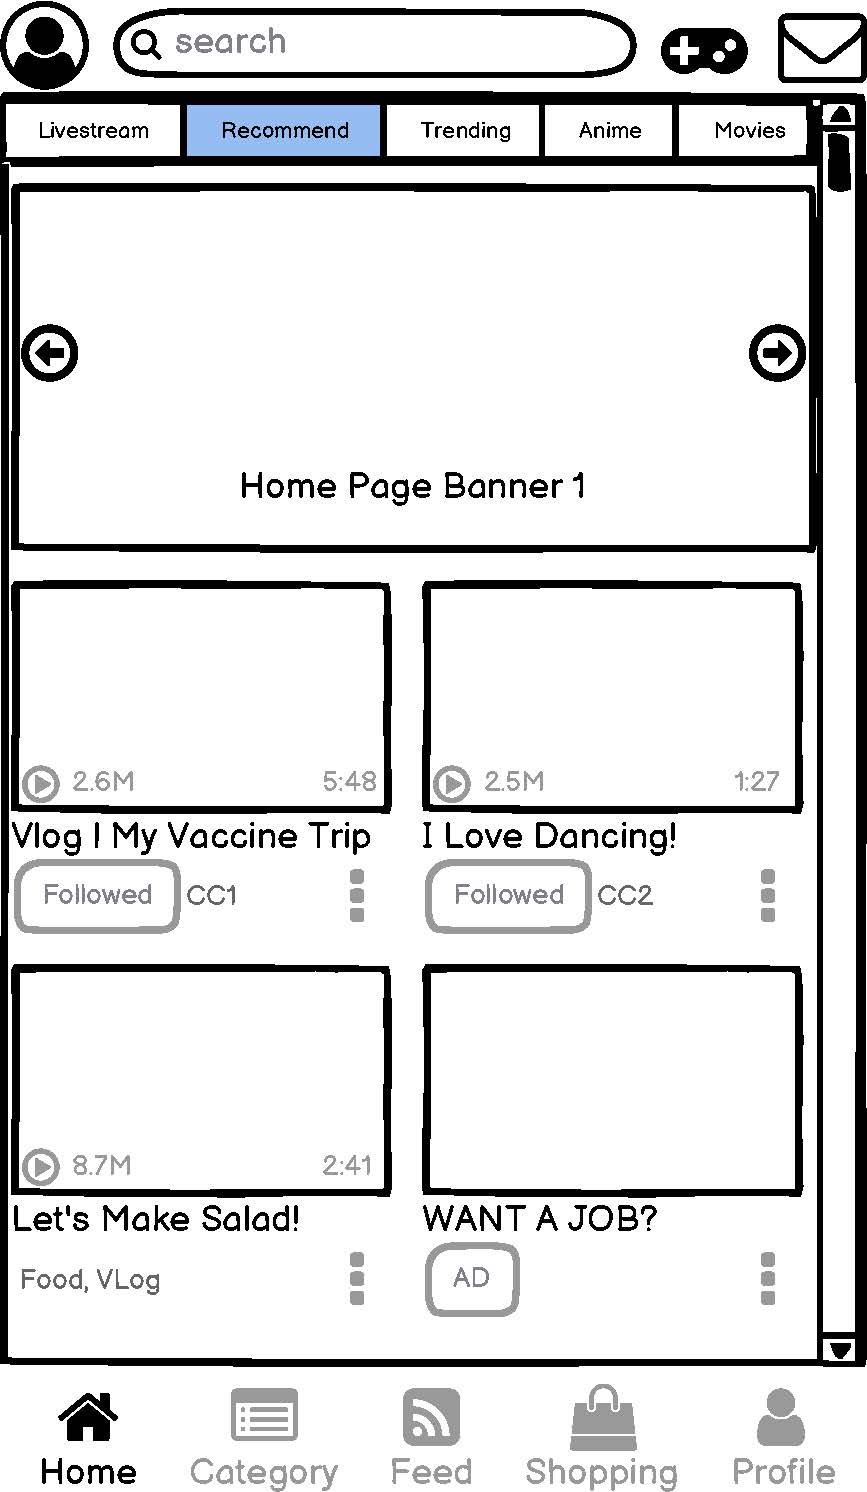 search
Livestream Recommend Trending Anime Movies
Home Page Banner 1
2.6M 5:48 2.5M 1:27
Vlog | My Vaccine Trip I Love Dancing!
Followed CC1 Followed CC2
8.7M 2:41
Let's Make Salad! WANT A JOB?
Food, VLog AD
Home Category Feed Shopping Profile